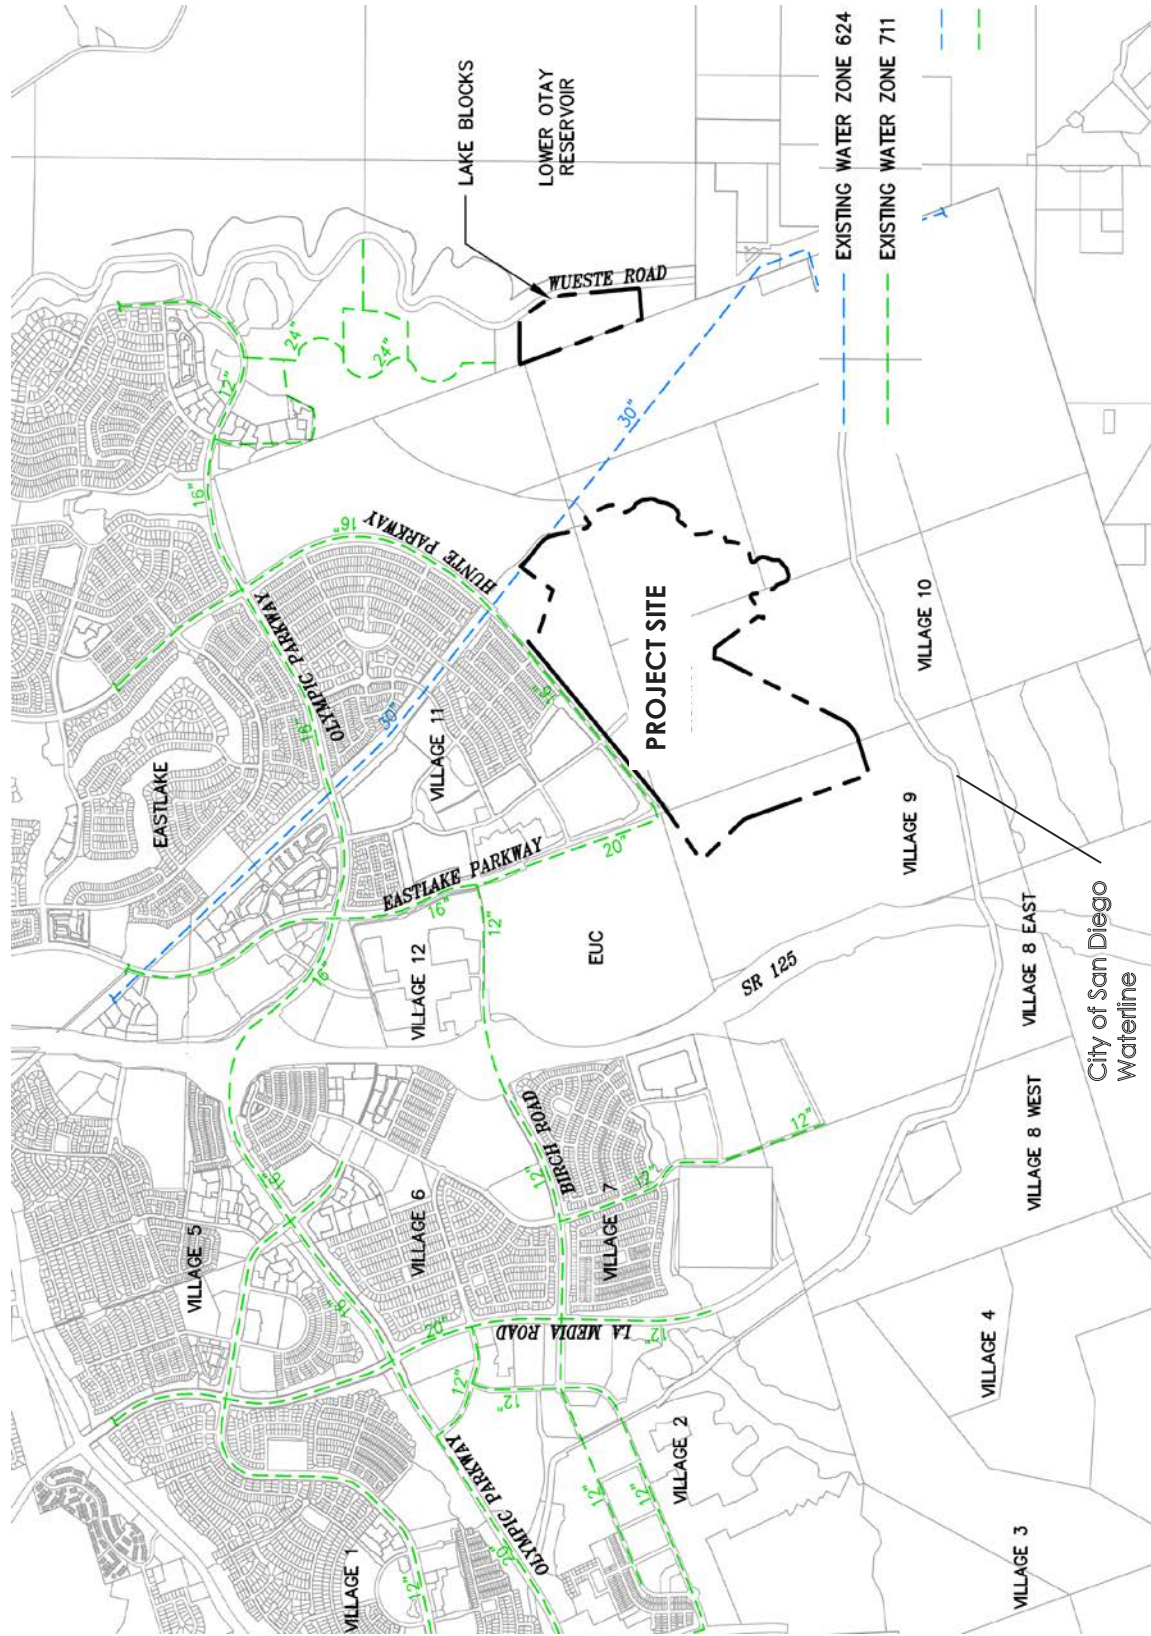 LAKE BLOCKS
LOWER OTAY
RESERVOIR
EXISTING WATER ZONE 624
EXISTING WATER ZONE 711
WUESTE ROAD
24"
24"
12"
16"
30"
16"
HUNTE PARKWAY
OLYMPIC PARKWAY
16"
30"
16"
PROJECT SITE
VILLAGE 10
EASTLAKE
VILLAGE 11
EASTLAKE PARKWAY
20"
16"
12"
VILLAGE 9
16"
VILLAGE 12
EUC
SR 125
VILLAGE 8 EAST
City of San Diego
Waterline
BIRCH ROAD
12"
12"
12"
VILLAGE 8 WEST
16"
VILLAGE 5
VILLAGE 6
VILLAGE 7
16"
20"
LA MEDIA ROAD
12"
VILLAGE 4
12"
12"
OLYMPIC PARKWAY
20"
VILLAGE 2
12"
12"
VILLAGE 1
12"
VILLAGE 3